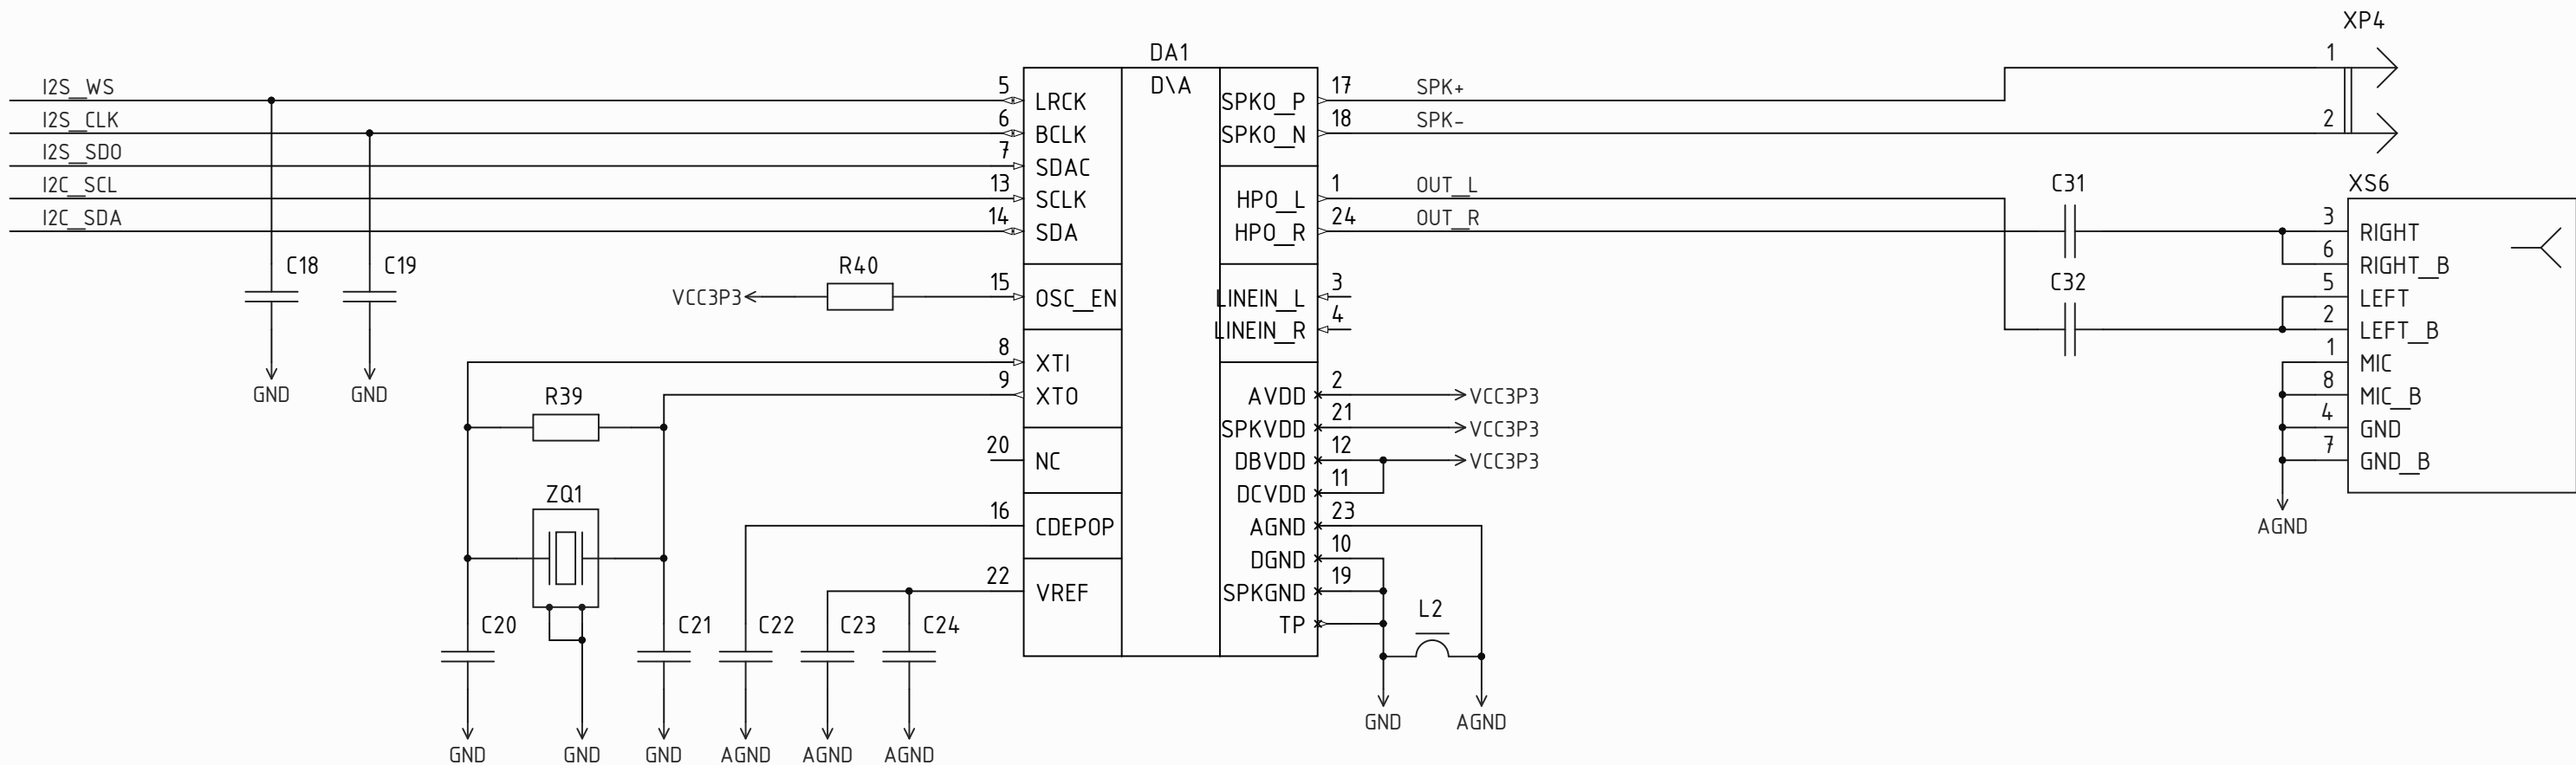 I2S_WS
I2S_CLK
I2S_SDO
I2C_SCL
I2C_SDA
C18
C19
GND
GND
VCC3P3
R40
R39
ZQ1
C20
C21
C22
C23
C24
GND
GND
GND
AGND
AGND
AGND
DA1
D\A
5 LRCK
6 BCLK
7 SDAC
13 SCLK
14 SDA
15 OSC_EN
8 XTI
9 XTO
20 NC
16 CDEPOP
22 VREF
SPKO_P 17 SPK+
SPKO_N 18 SPK-
HPO_L 1 OUT_L
HPO_R 24 OUT_R
LINEIN_L 3
LINEIN_R 4
AVDD 2 VCC3P3
SPKVDD 21 VCC3P3
DBVDD 12 VCC3P3
DCVDD 11
AGND 23
DGND 10
SPKGND 19
TP
L2
GND
AGND
XP4
1
2
C31
C32
XS6
3 RIGHT
6 RIGHT_B
5 LEFT
2 LEFT_B
1 MIC
8 MIC_B
4 GND
7 GND_B
AGND